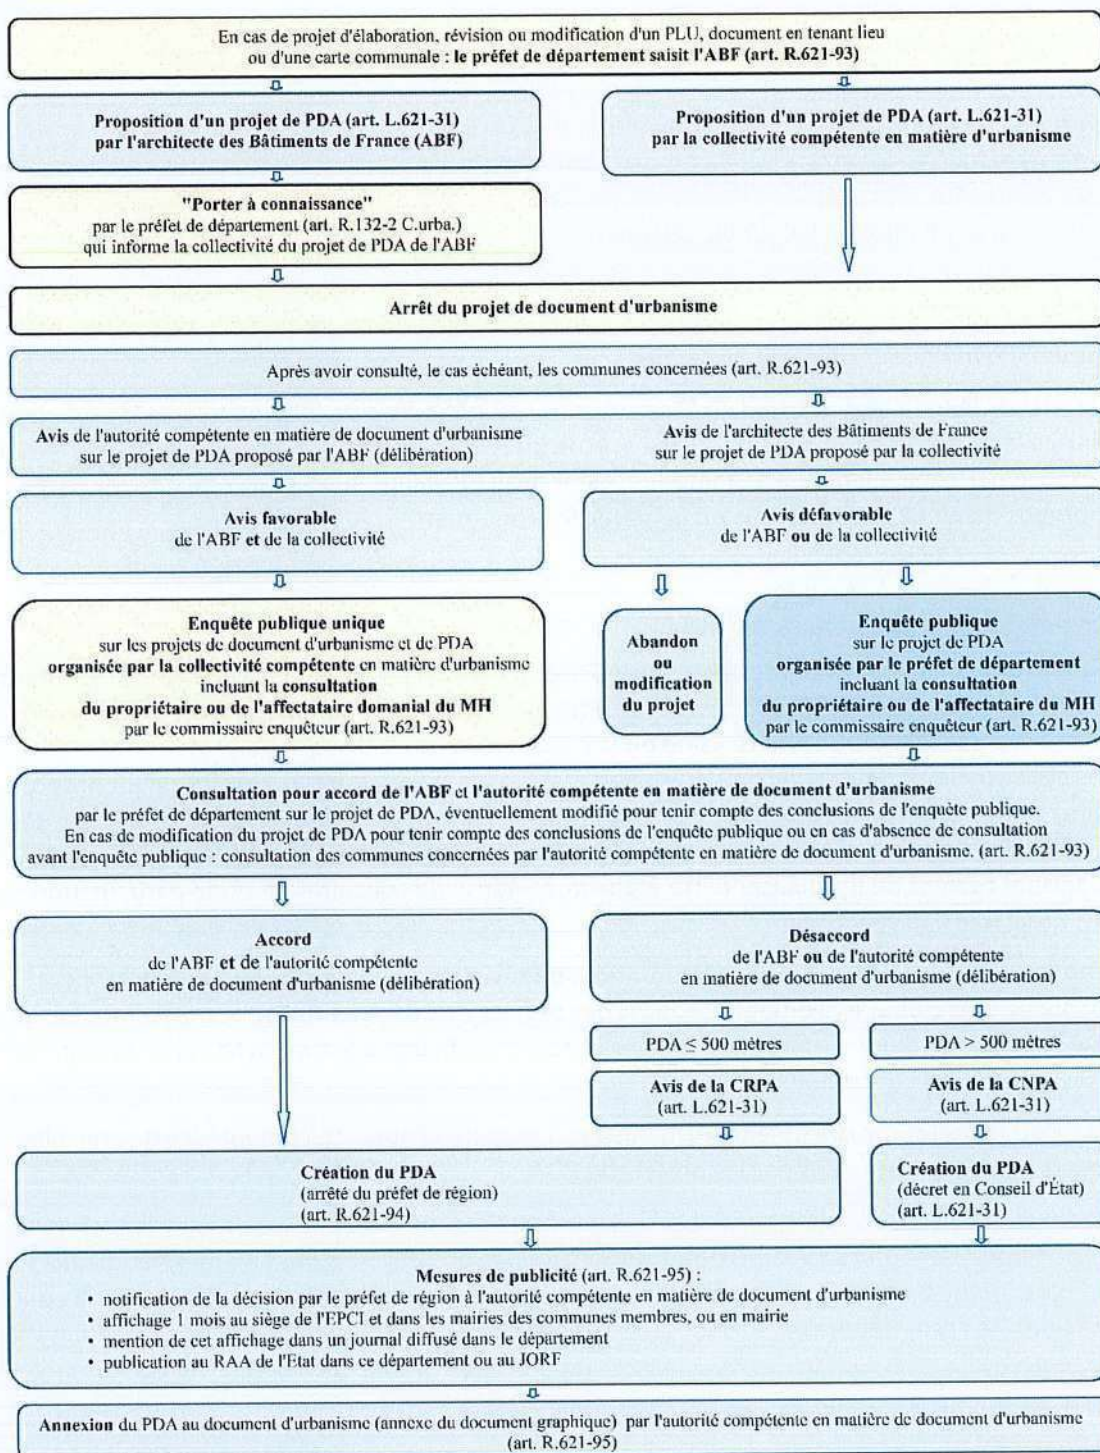 En cas de projet d'élaboration, révision ou modification d'un PLU, document en tenant lieu
ou d'une carte communale : le préfet de département saisit l'ABF (art. R.621-93)
Proposition d'un projet de PDA (art. L.621-31)
par l'architecte des Bâtiments de France (ABF)
Proposition d'un projet de PDA (art. L.621-31)
par la collectivité compétente en matière d'urbanisme
"Porter à connaissance"
par le préfet de département (art. R.132-2 C.urba.)
qui informe la collectivité du projet de PDA de l'ABF
Arrêt du projet de document d'urbanisme
Après avoir consulté, le cas échéant, les communes concernées (art. R.621-93)
Avis de l'autorité compétente en matière de document d'urbanisme
sur le projet de PDA proposé par l'ABF (délibération)
Avis de l'architecte des Bâtiments de France
sur le projet de PDA proposé par la collectivité
Avis favorable
de l'ABF et de la collectivité
Avis défavorable
de l'ABF ou de la collectivité
Enquête publique unique
sur les projets de document d'urbanisme et de PDA
organisée par la collectivité compétente en matière d'urbanisme
incluant la consultation
du propriétaire ou de l'affectataire domanial du MH
par le commissaire enquêteur (art. R.621-93)
Abandon
ou
modification
du projet
Enquête publique
sur le projet de PDA
organisée par le préfet de département
incluant la consultation
du propriétaire ou de l'affectataire du MH
par le commissaire enquêteur (art. R.621-93)
Consultation pour accord de l'ABF et l'autorité compétente en matière de document d'urbanisme
par le préfet de département sur le projet de PDA, éventuellement modifié pour tenir compte des conclusions de l'enquête publique.
En cas de modification du projet de PDA pour tenir compte des conclusions de l'enquête publique ou en cas d'absence de consultation
avant l'enquête publique : consultation des communes concernées par l'autorité compétente en matière de document d'urbanisme. (art. R.621-93)
Accord
de l'ABF et de l'autorité compétente
en matière de document d'urbanisme (délibération)
Désaccord
de l'ABF ou de l'autorité compétente
en matière de document d'urbanisme (délibération)
PDA ≤ 500 mètres
PDA > 500 mètres
Avis de la CRPA
(art. L.621-31)
Avis de la CNPA
(art. L.621-31)
Création du PDA
(arrêté du préfet de région)
(art. R.621-94)
Création du PDA
(décret en Conseil d'État)
(art. L.621-31)
Mesures de publicité (art. R.621-95) :
• notification de la décision par le préfet de région à l'autorité compétente en matière de document d'urbanisme
• affichage 1 mois au siège de l'EPCI et dans les mairies des communes membres, ou en mairie
• mention de cet affichage dans un journal diffusé dans le département
• publication au RAA de l'Etat dans ce département ou au JORF
Annexion du PDA au document d'urbanisme (annexe du document graphique) par l'autorité compétente en matière de document d'urbanisme
(art. R.621-95)